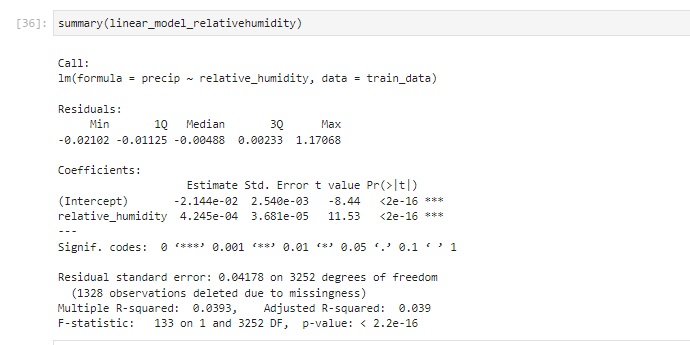 [36]: summary(linear_model_relativehumidity)
Call:
lm(formula = precip ~ relative_humidity, data = train_data)
Residuals:
Min 1Q Median 3Q Max
-0.02102 -0.01125 -0.00488 0.00233 1.17068
Coefficients:
Estimate Std. Error t value Pr(>|t|)
(Intercept) -2.144e-02 2.540e-03 -8.44 <2e-16 ***
relative_humidity 4.245e-04 3.681e-05 11.53 <2e-16 ***
---
Signif. codes: 0 ‘***’ 0.001 ‘**’ 0.01 ‘*’ 0.05 ‘.’ 0.1 ‘ ’ 1
Residual standard error: 0.04178 on 3252 degrees of freedom
(1328 observations deleted due to missingness)
Multiple R-squared: 0.0393, Adjusted R-squared: 0.039
F-statistic: 133 on 1 and 3252 DF, p-value: < 2.2e-16